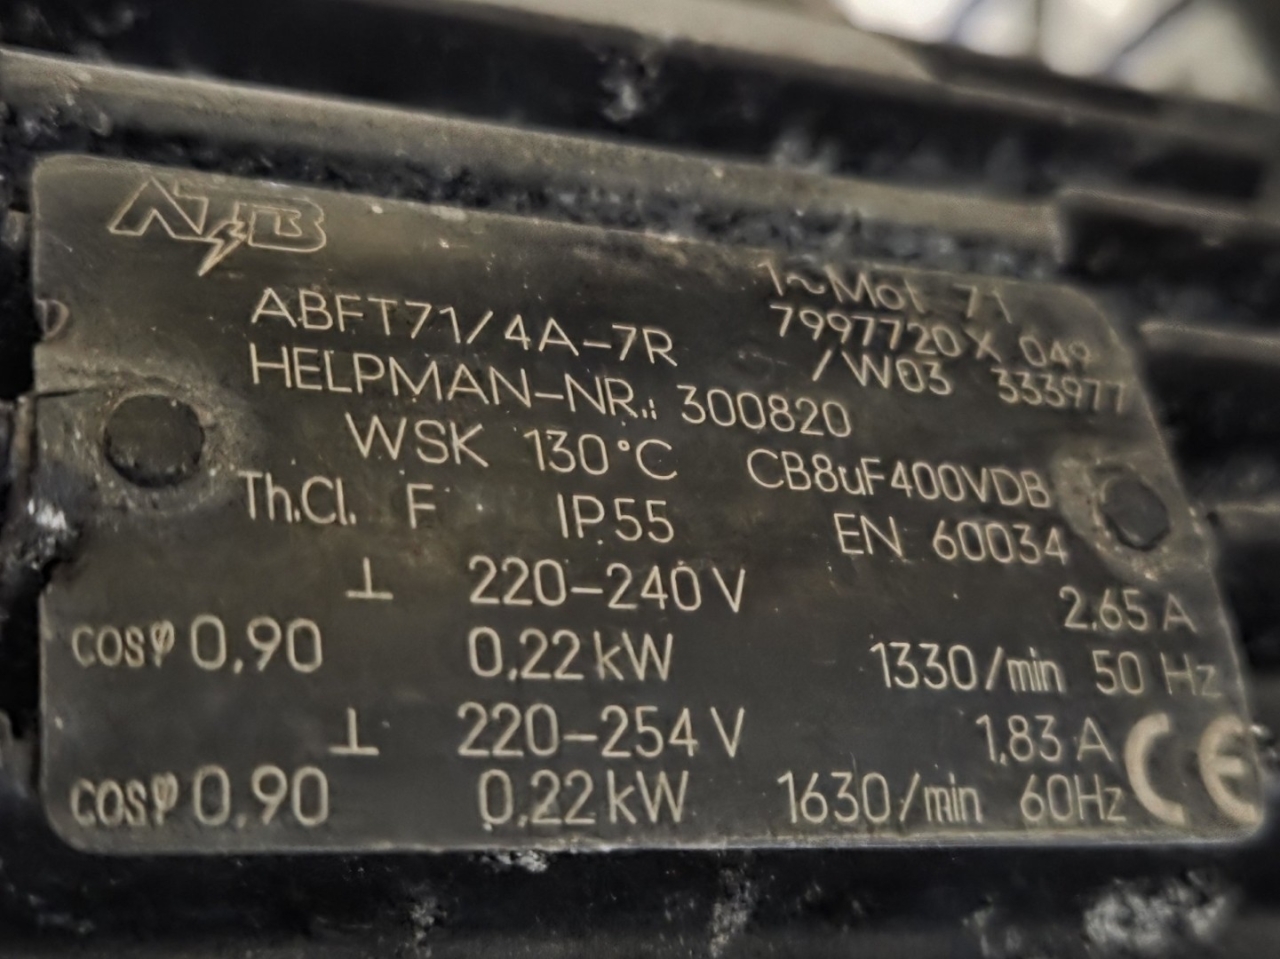 ATB
1~Mot. 71
ABFT71/4A-7R 7997720X 049
HELPMAN-NR.: 300820 /W03 333977
WSK 130°C CB8uF400VDB
Th.Cl. F IP55 EN 60034
⊥ 220-240 V 2.65 A
cosφ 0.90 0.22 kW 1330/min 50 Hz
⊥ 220-254 V 1.83 A
cosφ 0.90 0.22 kW 1630/min 60Hz CE